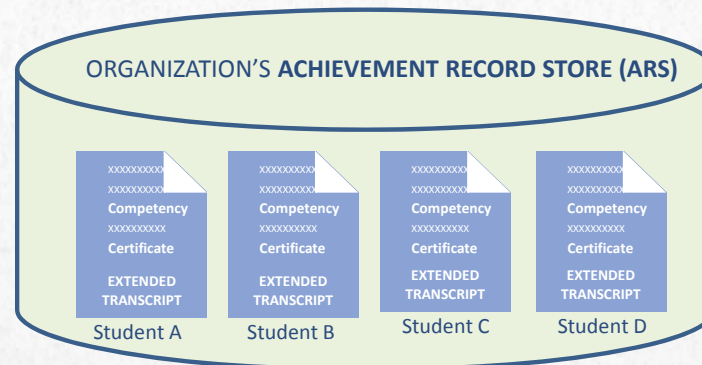 ORGANIZATION’S ACHIEVEMENT RECORD STORE (ARS)
xxxxxxxxxx
xxxxxxxxxx
Competency
xxxxxxxxxx
Certificate
EXTENDED
TRANSCRIPT
Student A
xxxxxxxxxx
xxxxxxxxxx
Competency
xxxxxxxxxx
Certificate
EXTENDED
TRANSCRIPT
Student B
xxxxxxxxxx
xxxxxxxxxx
Competency
xxxxxxxxxx
Certificate
EXTENDED
TRANSCRIPT
Student C
xxxxxxxxxx
xxxxxxxxxx
Competency
xxxxxxxxxx
Certificate
EXTENDED
TRANSCRIPT
Student D